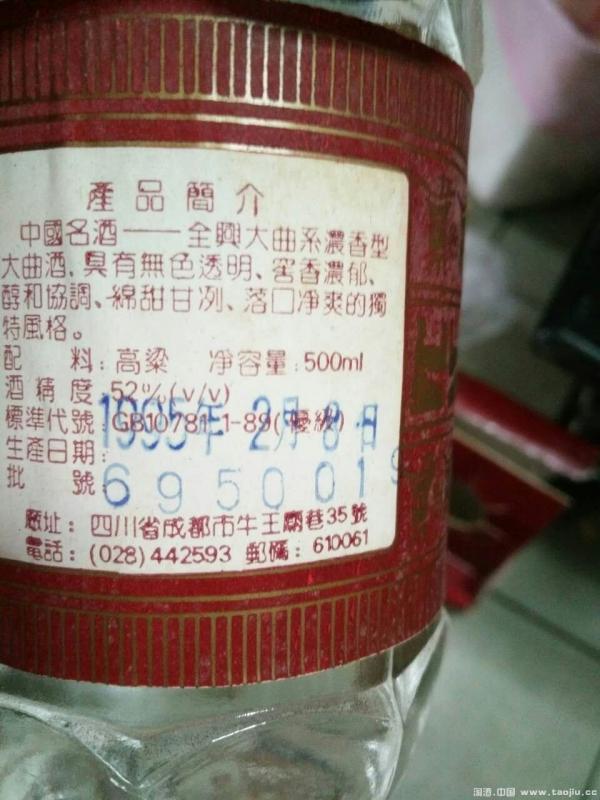 產品簡介
中國名酒——全興大曲系濃香型
大曲酒,具有無色透明、窖香濃郁、
醇和協調、綿甜甘冽、落口凈爽的獨
特風格。
配 料:高粱 凈容量:500ml
酒精度:52%(v/v)
標準代號:GB10781·1-89(優級)
生產日期:1995年2月8日
批 號:6950019
廠址:四川省成都市牛王廟巷35號
電話:(028)442593 郵碼:610061
淘酒.中国 www.taojiu.cc